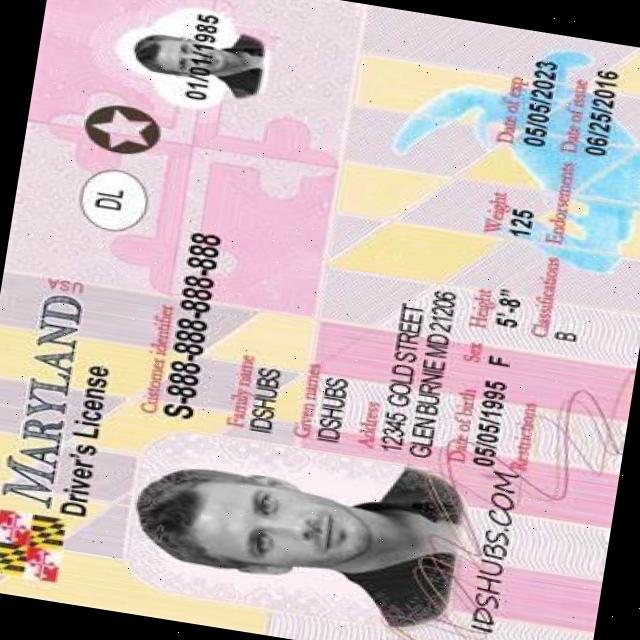 MARYLAND
USA
Driver's License
DL
01/01/1985
Customer identifier
S-888-888-888-888
Family name
IDSHUBS
Given names
IDSHUBS
Address
12345 GOLD STREET
GLEN BURNE MD 21206
Date of birth Sex Height Weight Date of exp
05/05/1995 F 5'-8" 125 05/05/2023
Restrictions Classifications Endorsements Date of issue
B 06/25/2016
IDSHUBS.COM